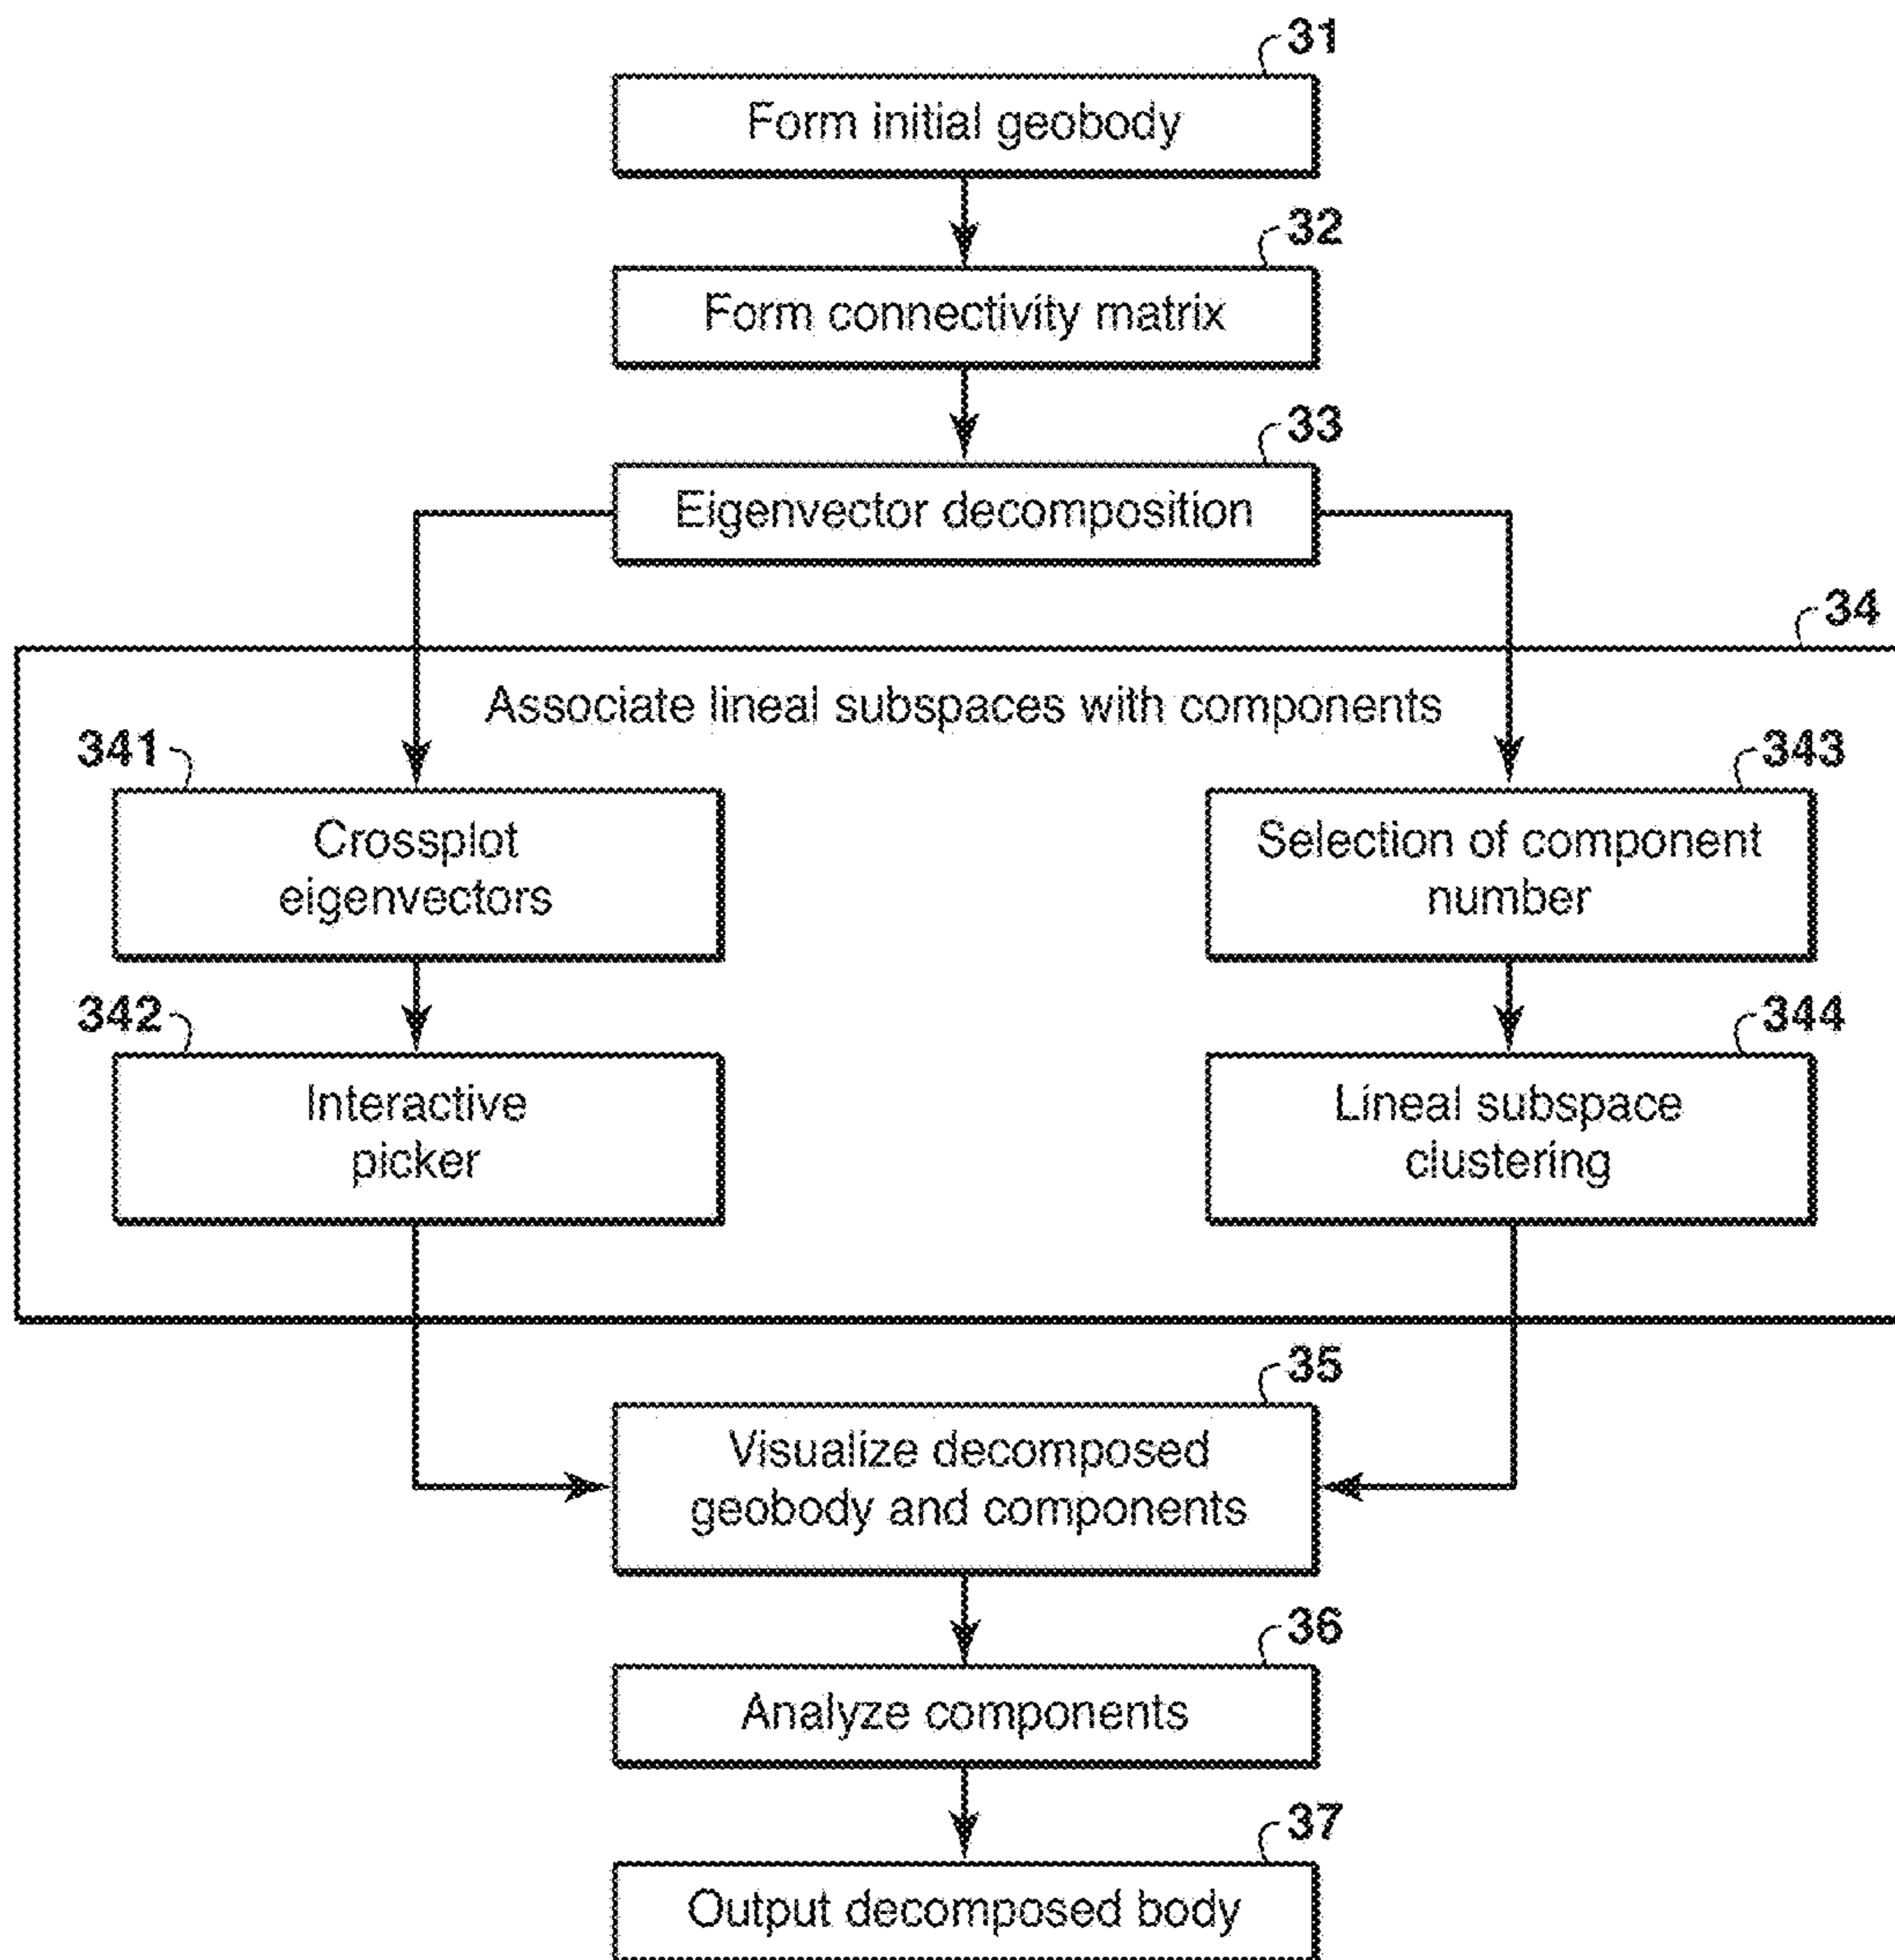 31
Form initial geobody
32
Form connectivity matrix
33
Eigenvector decomposition
34
Associate lineal subspaces with components
341
Crossplot
eigenvectors
343
Selection of component
number
342
Interactive
picker
344
Lineal subspace
clustering
35
Visualize decomposed
geobody and components
36
Analyze components
37
Output decomposed body